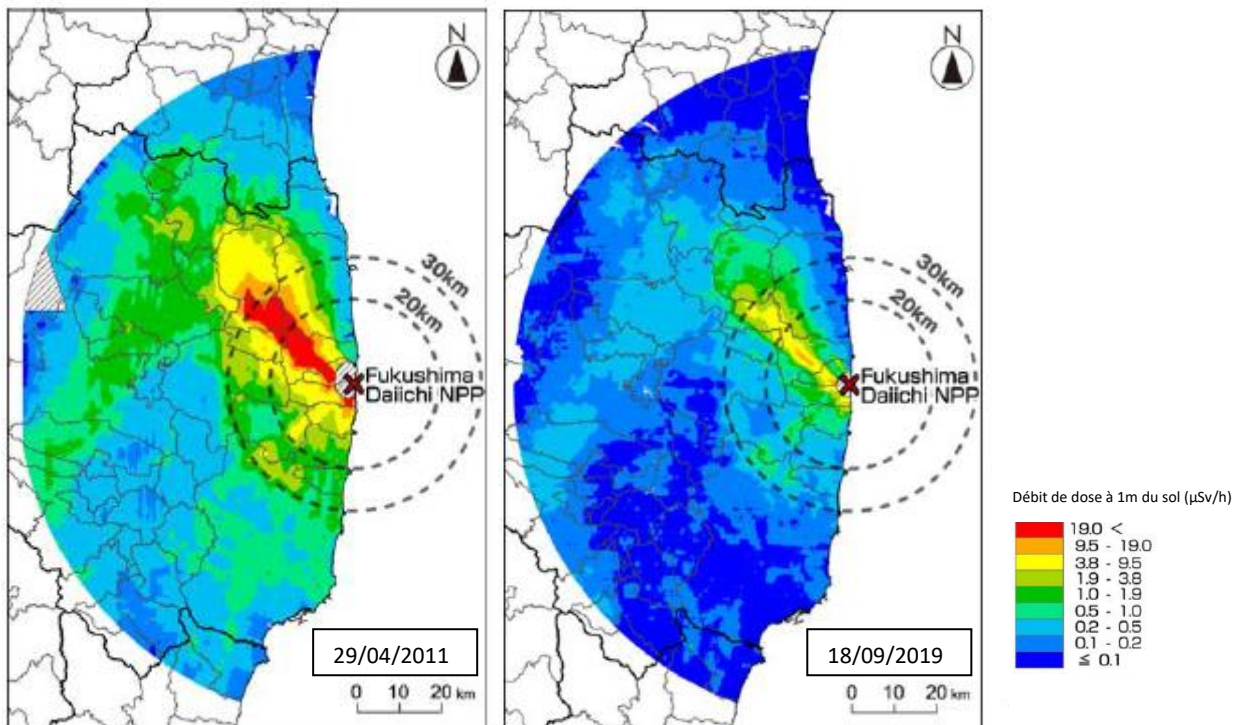 N
30km
20km
Fukushima
Daiichi NPP
29/04/2011
0 10 20 km
N
30km
20km
Fukushima
Daiichi NPP
18/09/2019
0 10 20 km
Débit de dose à 1m du sol (µSv/h)
19.0 <
9.5 - 19.0
3.8 - 9.5
1.9 - 3.8
1.0 - 1.9
0.5 - 1.0
0.2 - 0.5
0.1 - 0.2
≦ 0.1